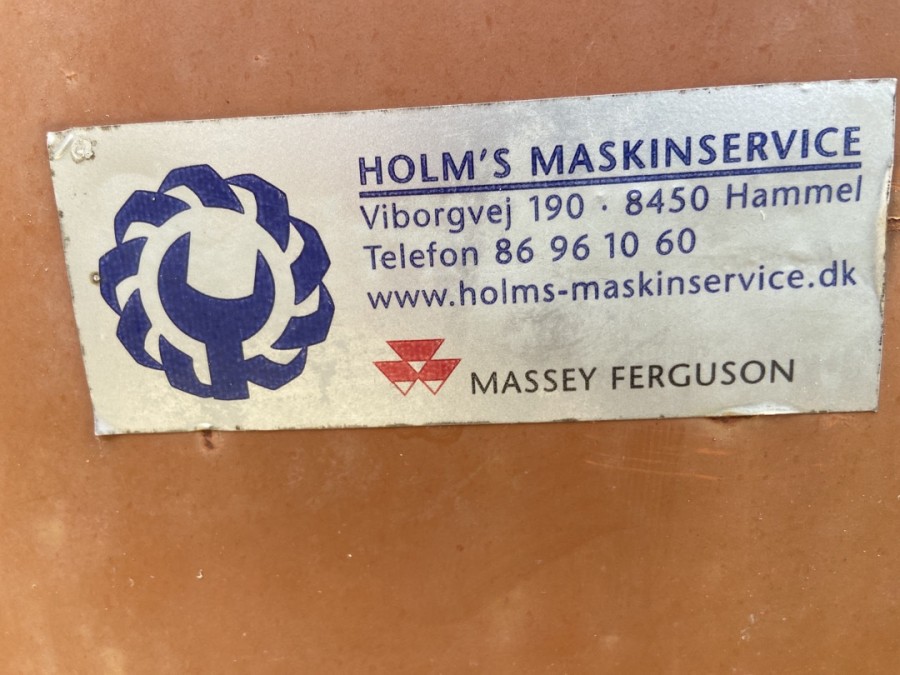 HOLM'S MASKINSERVICE
Viborgvej 190 · 8450 Hammel
Telefon 86 96 10 60
www.holms-maskinservice.dk
MASSEY FERGUSON